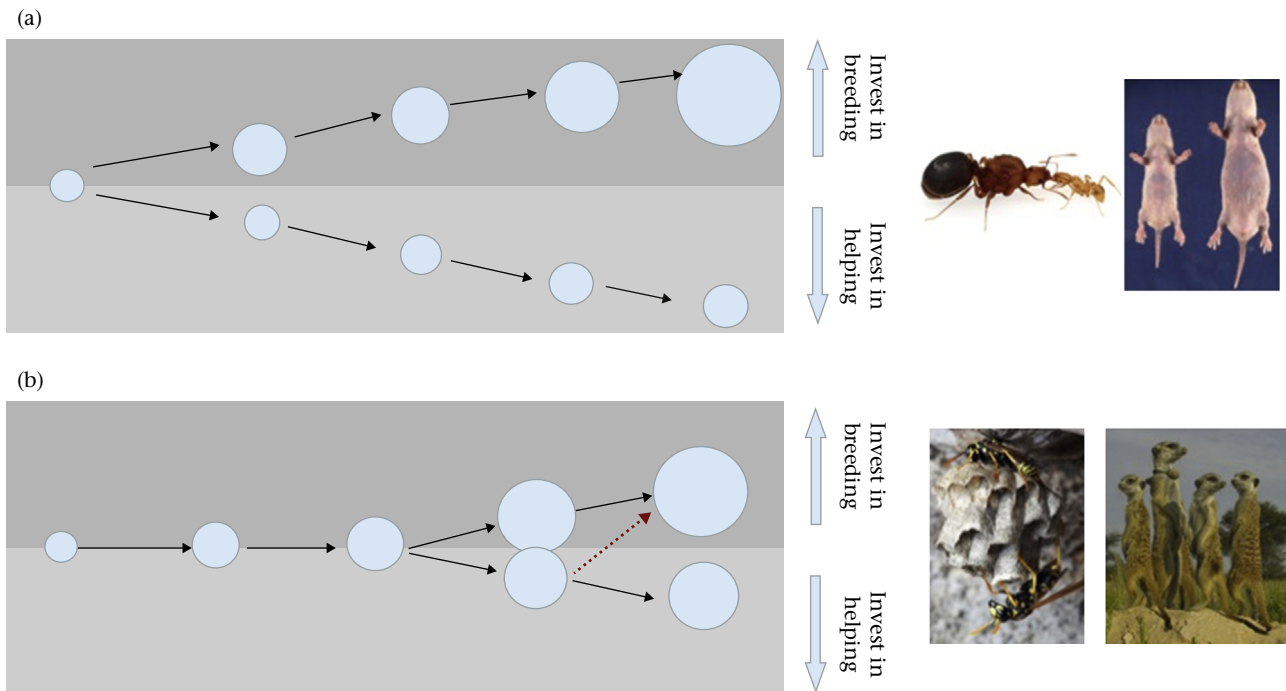 (a)
Invest in
breeding
Invest in
helping
(b)
Invest in
breeding
Invest in
helping